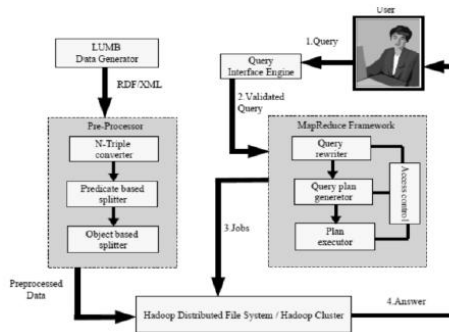 User
LUMB
Data Generator
1.Query
Query
Interface Engine
RDF/XML
2.Validated
Query
Pre-Processor
N-Triple
converter
Predicate based
splitter
Object based
splitter
MapReduce Framework
Query
rewriter
Query plan
generetor
Plan
executor
Access control
3.Jobs
Preprocessed
Data
4.Answer
Hadoop Distributed File System / Hadoop Cluster